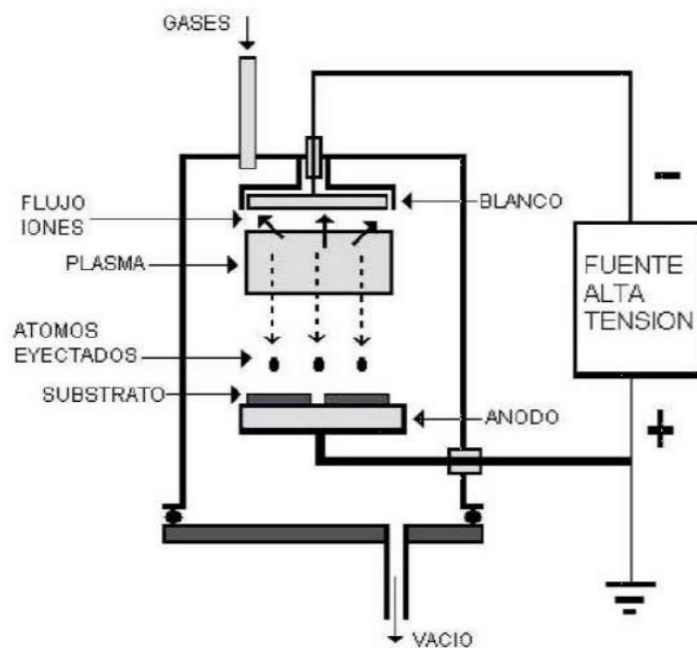 GASES
FLUJO
IONES
BLANCO
PLASMA
FUENTE
ALTA
TENSION
-
+
ATOMOS
EYECTADOS
SUBSTRATO
ANODO
VACIO